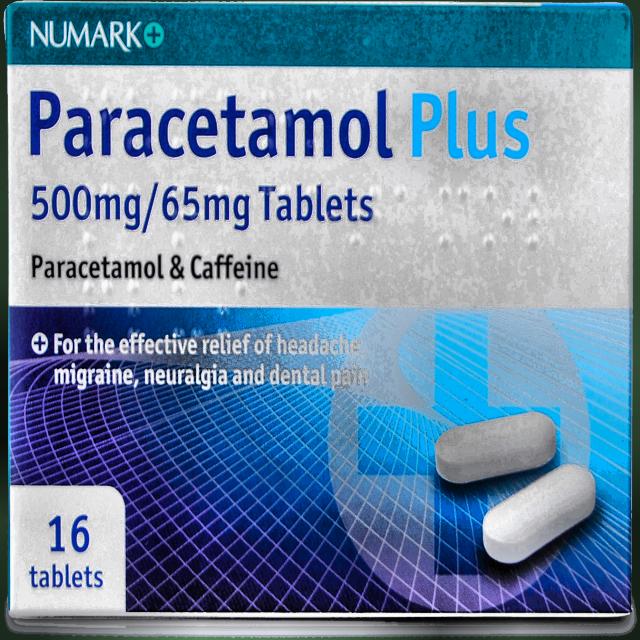 NUMARK
Paracetamol Plus
500mg/65mg Tablets
Paracetamol & Caffeine
For the effective relief of headache
migraine, neuralgia and dental pain
16
tablets